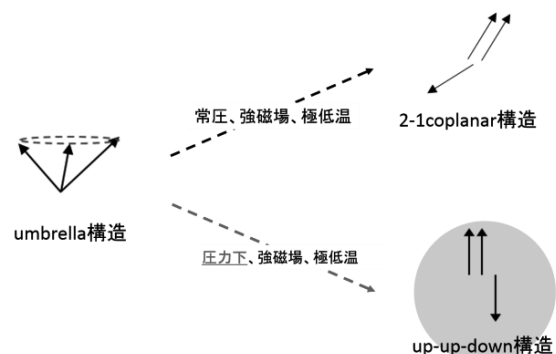 常圧、強磁場、極低温
2-1coplanar構造
umbrella構造
圧力下、強磁場、極低温
up-up-down構造